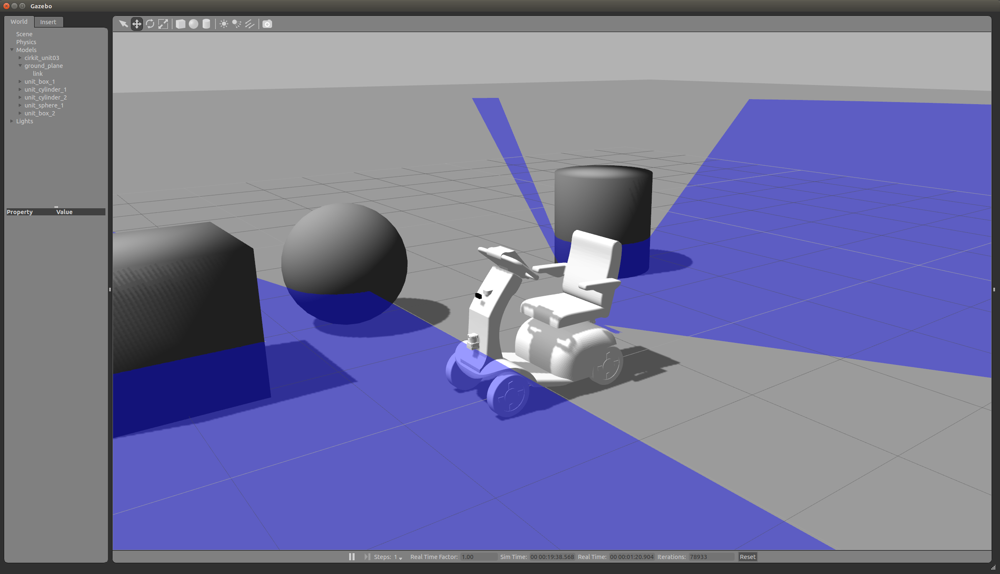 Gazebo
World Insert
Scene
Physics
Models
cirkit_unit03
ground_plane
link
unit_box_1
unit_cylinder_1
unit_cylinder_2
unit_sphere_1
unit_box_2
Lights
Property Value
Steps: 1 Real Time Factor: 1.00 Sim Time: 00 00:19:38.568 Real Time: 00 00:01:20.904 Iterations: 78933 Reset